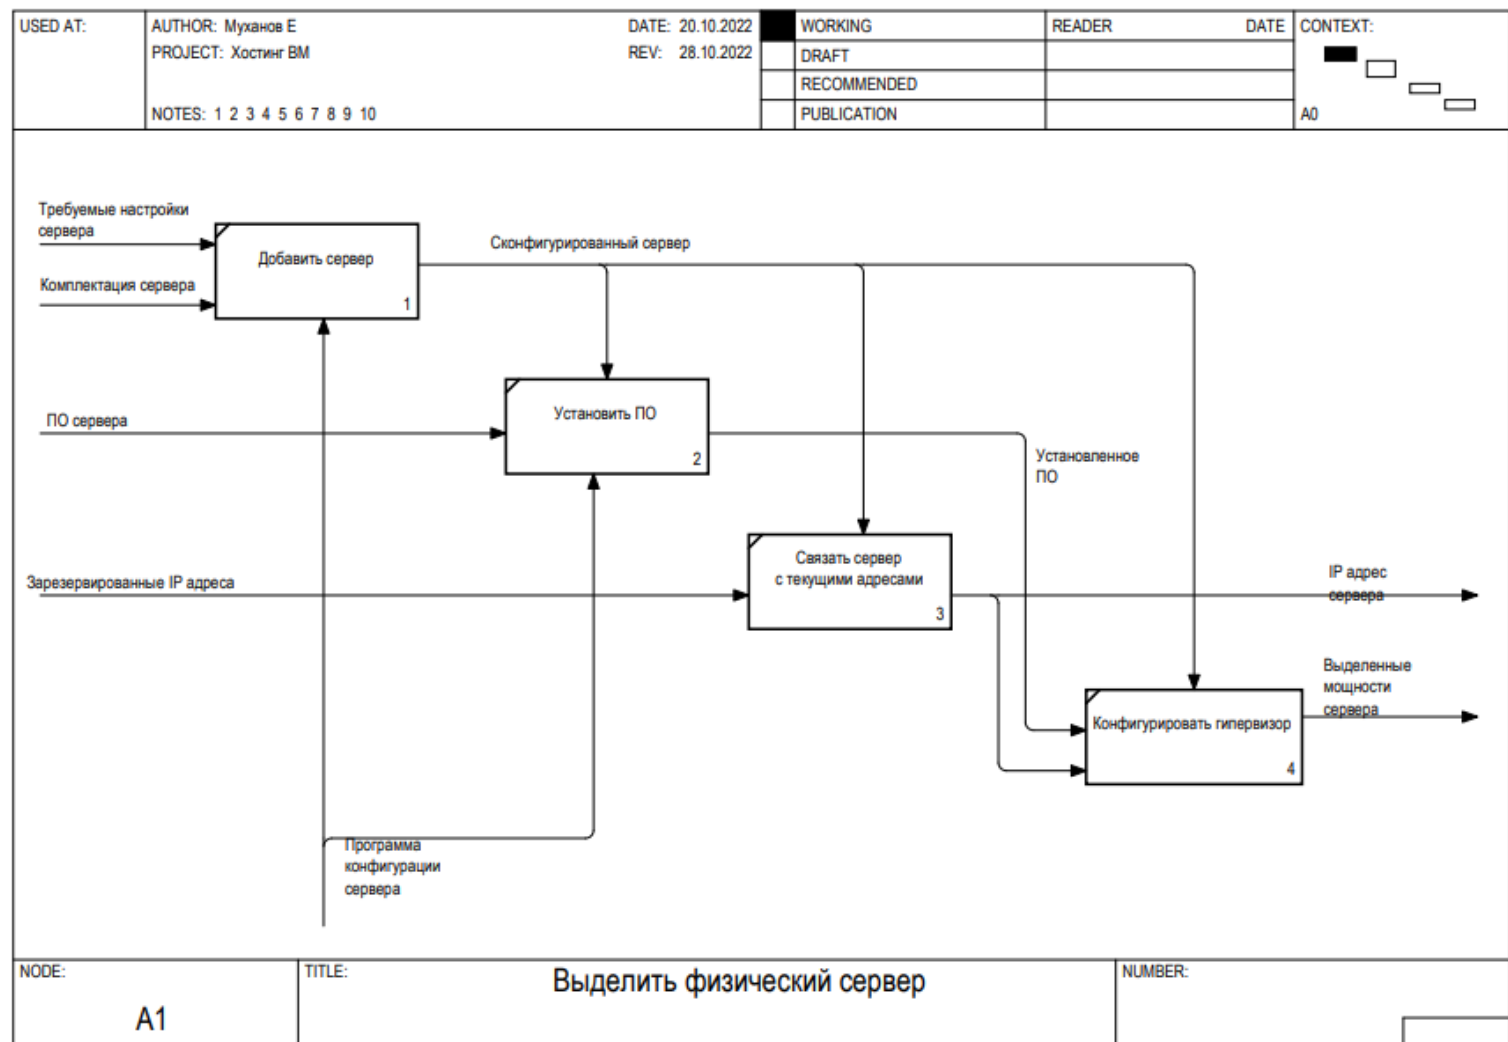 USED AT:
AUTHOR: Муханов Е
DATE: 20.10.2022
PROJECT: Хостинг ВМ
REV: 28.10.2022
NOTES: 1 2 3 4 5 6 7 8 9 10
WORKING
DRAFT
RECOMMENDED
PUBLICATION
READER
DATE
CONTEXT:
A0
Требуемые настройки
сервера
Комплектация сервера
Добавить сервер
1
Сконфигурированный сервер
ПО сервера
Установить ПО
2
Установленное
ПО
Зарезервированные IP адреса
Связать сервер
с текущими адресами
3
IP адрес
сервера
Выделенные
мощности
сервера
Конфигурировать гипервизор
4
Программа
конфигурации
сервера
NODE:
A1
TITLE:
Выделить физический сервер
NUMBER: